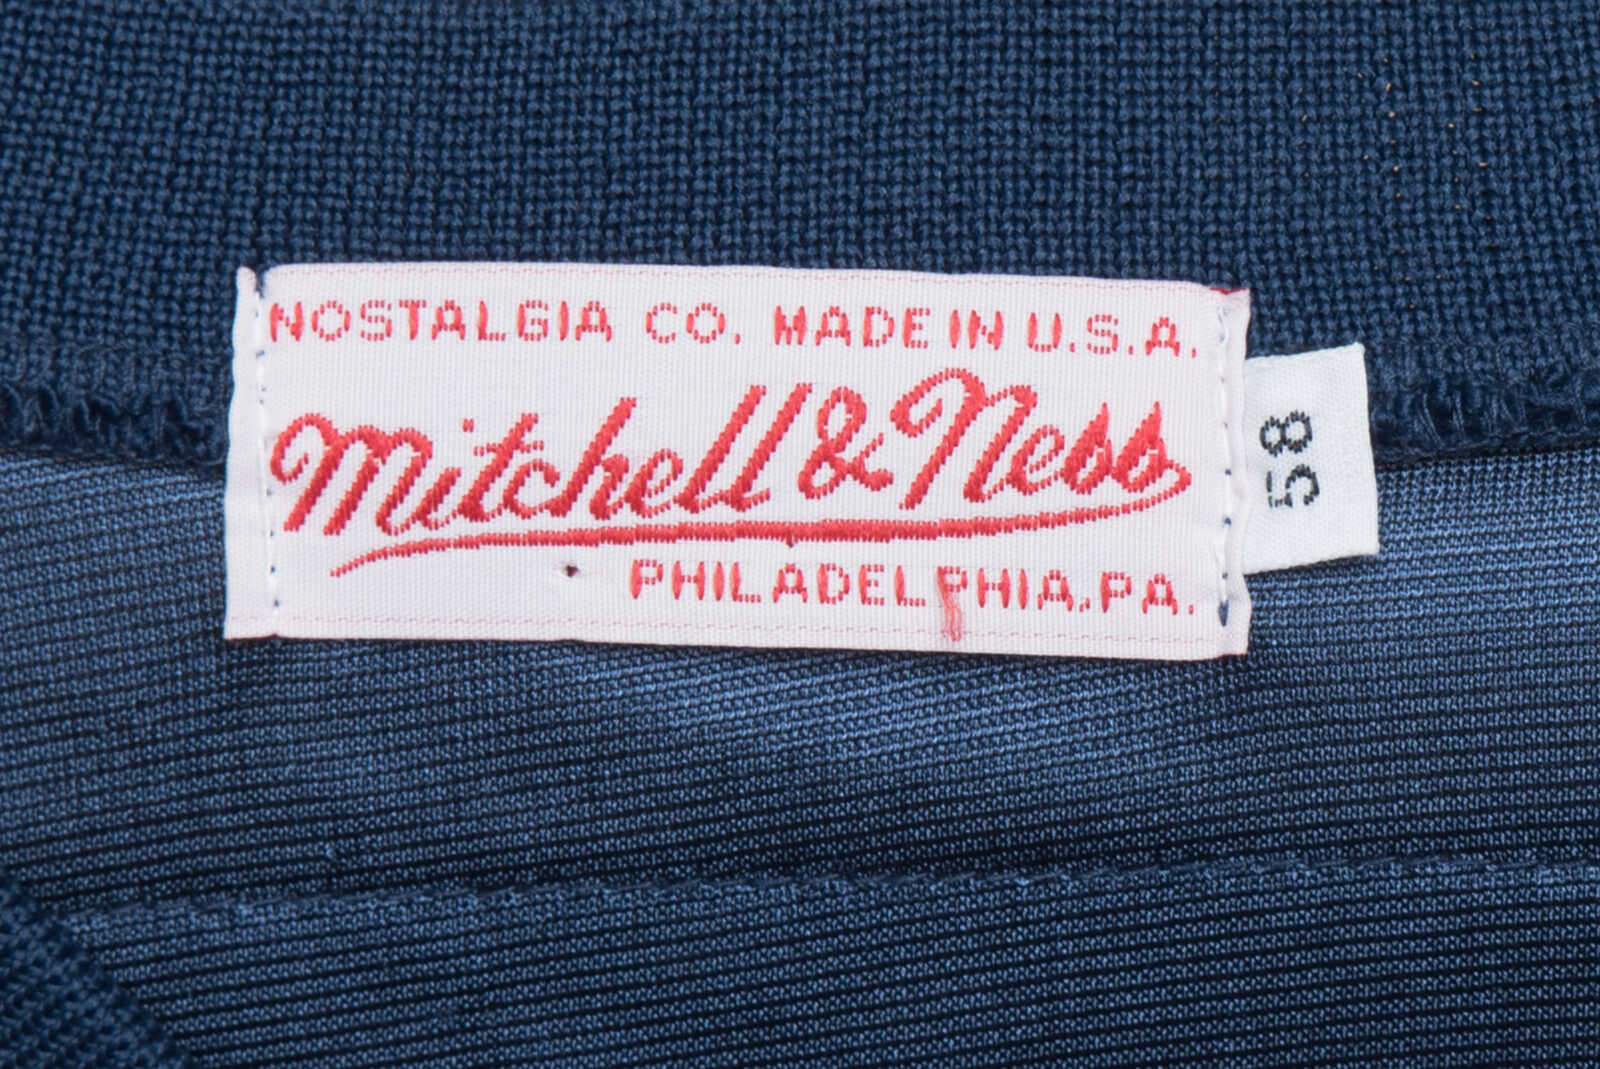 NOSTALGIA CO. MADE IN U.S.A.
Mitchell & Ness
PHILADELPHIA, PA.
58